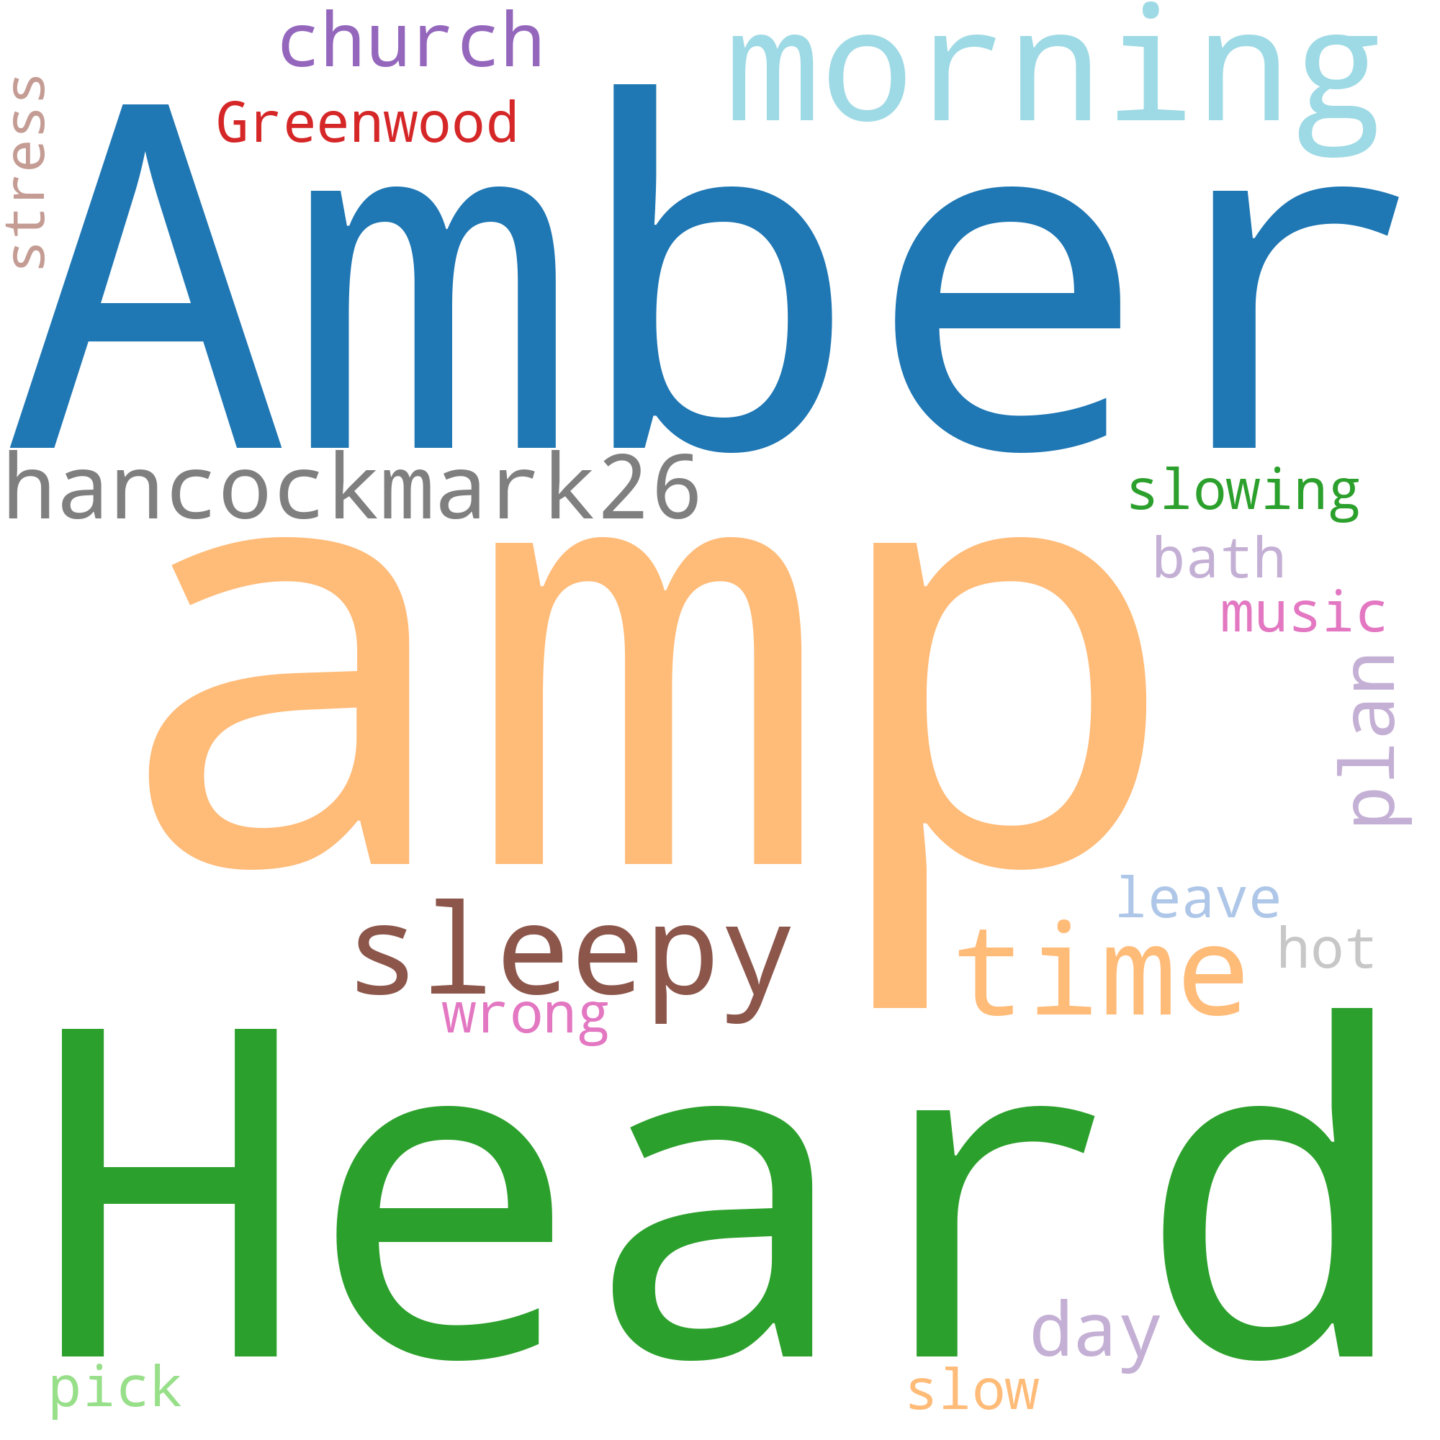 church
morning
stress
Greenwood
Amber
hancockmark26
slowing
bath
music
amp
plan
leave
sleepy
time
hot
wrong
Heard
day
pick
slow